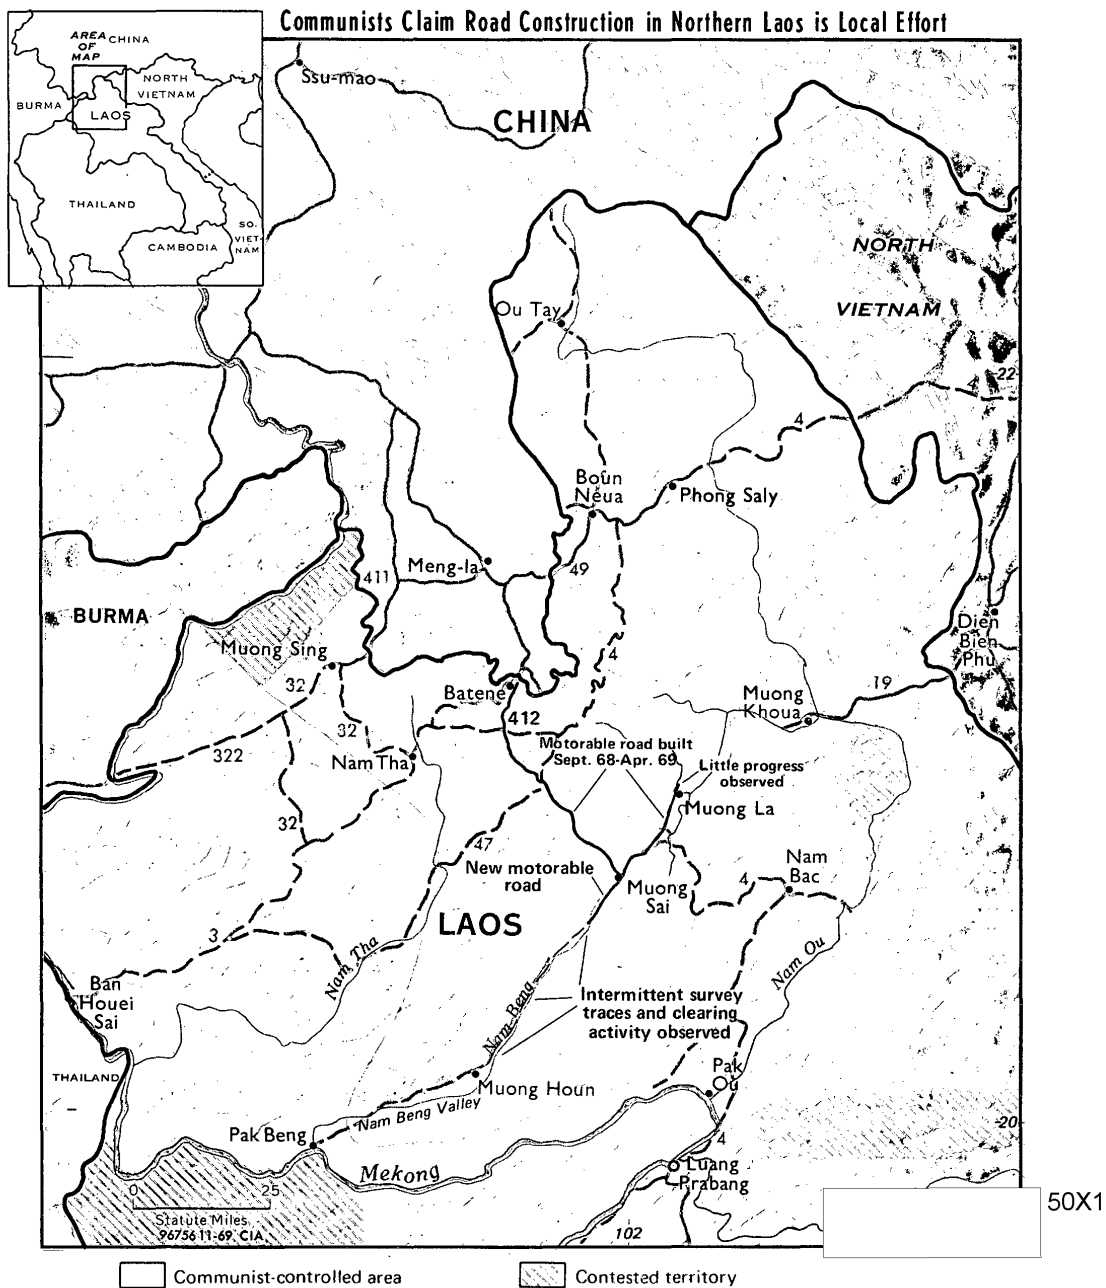 Communists Claim Road Construction in Northern Laos is Local Effort
AREA
OF
MAP
CHINA
NORTH
VIETNAM
BURMA
LAOS
THAILAND
SO.
VIET-
NAM
CAMBODIA
Ssu-mao
CHINA
NORTH
VIETNAM
Ou Tay
22
4
4
Boun
Neua
Phong Saly
Meng-la
49
411
BURMA
Dien
Bien
Phu
Muong Sing
4
32
Batene
19
Muong
Khoua
412
32
322
Nam Tha
Motorable road built
Sept. 68-Apr. 69
Little progress
observed
Muong La
32
47
New motorable
road
Nam
Bac
4
Muong
Sai
LAOS
3
Nam Tha
Nam Ou
Ban
Houei
Sai
Nam Beng
Intermittent survey
traces and clearing
activity observed
THAILAND
Muong Houn
Pak
Ou
Nam Beng Valley
20
Pak Beng
4
Mekong
Luang
Prabang
0 25
Statute Miles
96756 11-69 CIA
102
50X1
Communist-controlled area
Contested territory